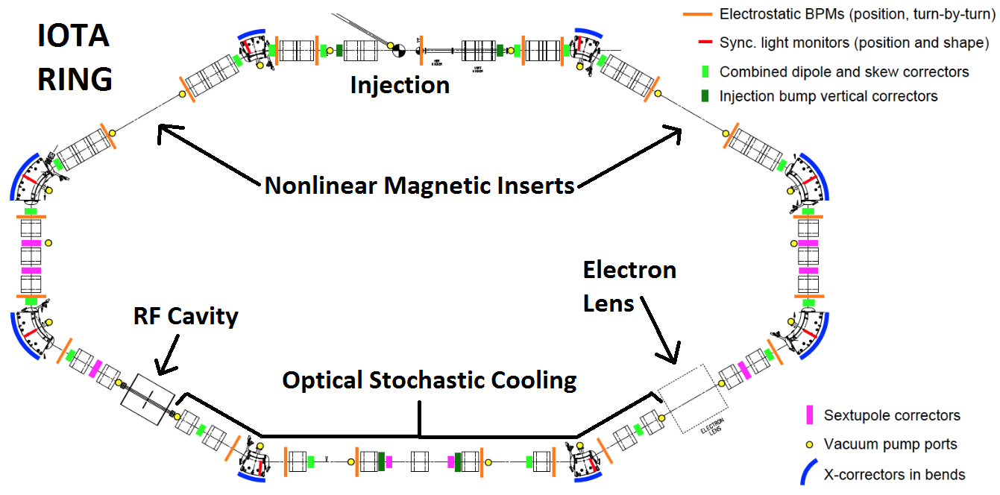 IOTA
RING
Electrostatic BPMs (position, turn-by-turn)
Sync. light monitors (position and shape)
Combined dipole and skew correctors
Injection bump vertical correctors
Injection
Nonlinear Magnetic Inserts
Electron
Lens
RF Cavity
Optical Stochastic Cooling
ELECTRON
LENS
Sextupole correctors
Vacuum pump ports
X-correctors in bends